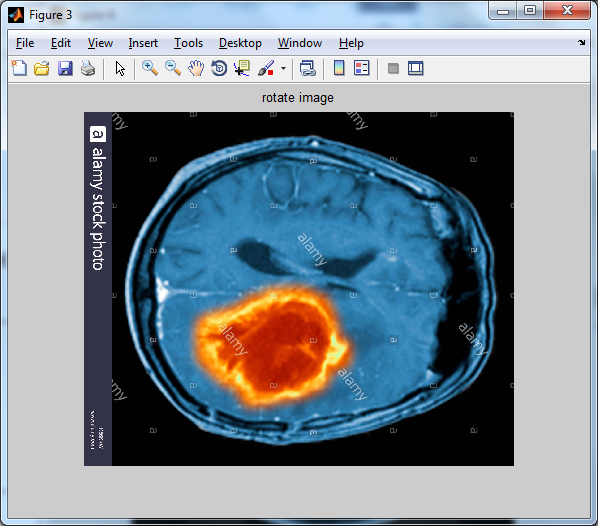 Figure 3
File Edit View Insert Tools Desktop Window Help
rotate image
a alamy stock photo
alamy
alamy
alamy
alamy